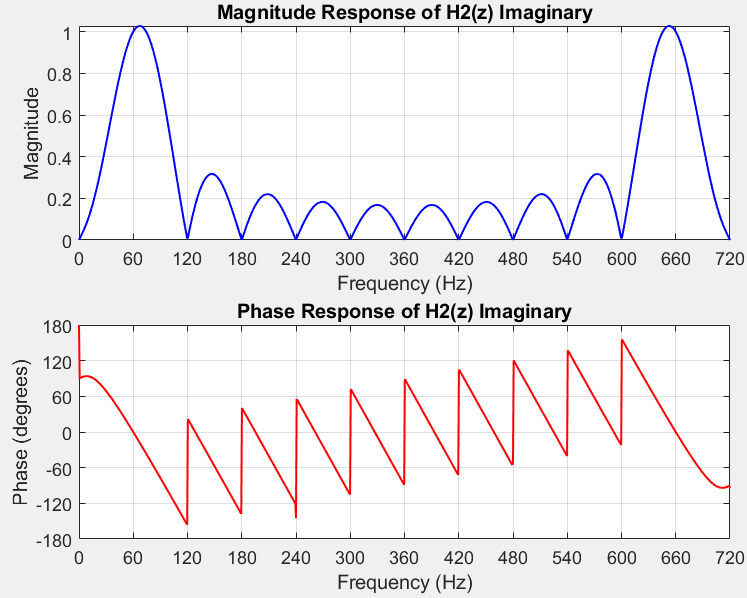 Magnitude Response of H2(z) Imaginary
1
0.8
0.6
0.4
0.2
0
Magnitude
0 60 120 180 240 300 360 420 480 540 600 660 720
Frequency (Hz)
Phase Response of H2(z) Imaginary
180
120
60
0
-60
-120
-180
Phase (degrees)
0 60 120 180 240 300 360 420 480 540 600 660 720
Frequency (Hz)